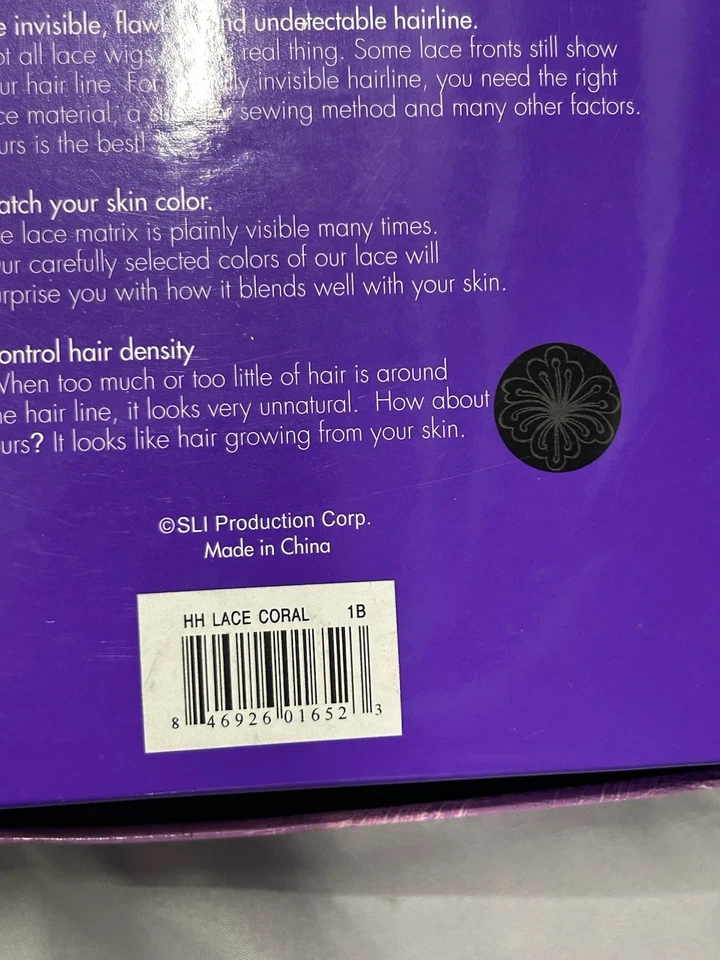 e invisible, flaw nd undetectable hairline.
ot all lace wigs real thing. Some lace fronts still show
ur hair line. For ly invisible hairline, you need the right
ce material, a s r sewing method and many other factors.
urs is the best!
atch your skin color.
e lace matrix is plainly visible many times.
ur carefully selected colors of our lace will
rprise you with how it blends well with your skin.
ontrol hair density
When too much or too little of hair is around
he hair line, it looks very unnatural. How about
urs? It looks like hair growing from your skin.
©SLI Production Corp.
Made in China
HH LACE CORAL 1B
8 46926 01652 3